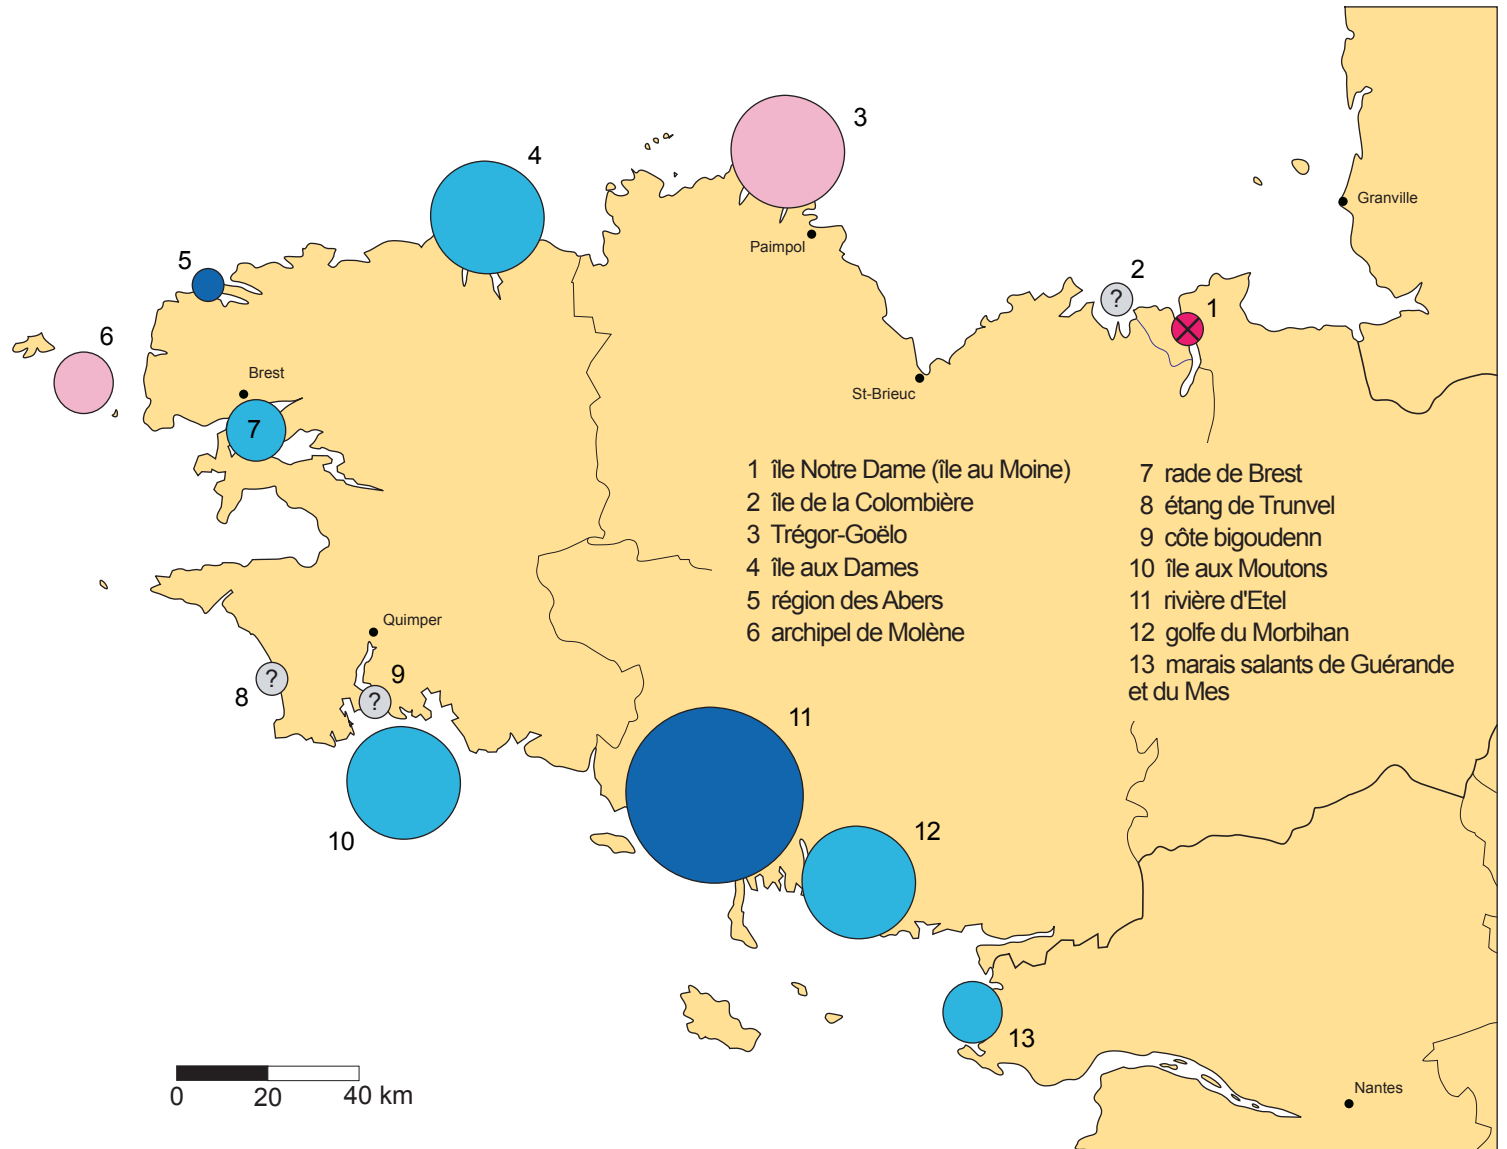 3
4
Granville
Paimpol
5
2
?
1
6
Brest
St-Brieuc
7
1 île Notre Dame (île au Moine)
2 île de la Colombière
3 Trégor-Goëlo
4 île aux Dames
5 région des Abers
6 archipel de Molène
7 rade de Brest
8 étang de Trunvel
9 côte bigoudenn
10 île aux Moutons
11 rivière d'Etel
12 golfe du Morbihan
13 marais salants de Guérande
et du Mes
Quimper
?
8
9
?
11
10
12
13
0 20 40 km
Nantes